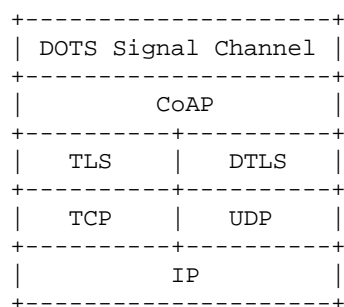 +---------------------+
| DOTS Signal Channel |
+---------------------+
|        CoAP         |
+----------+----------+
|   TLS    |   DTLS   |
+----------+----------+
|   TCP    |   UDP    |
+----------+----------+
|         IP          |
+---------------------+